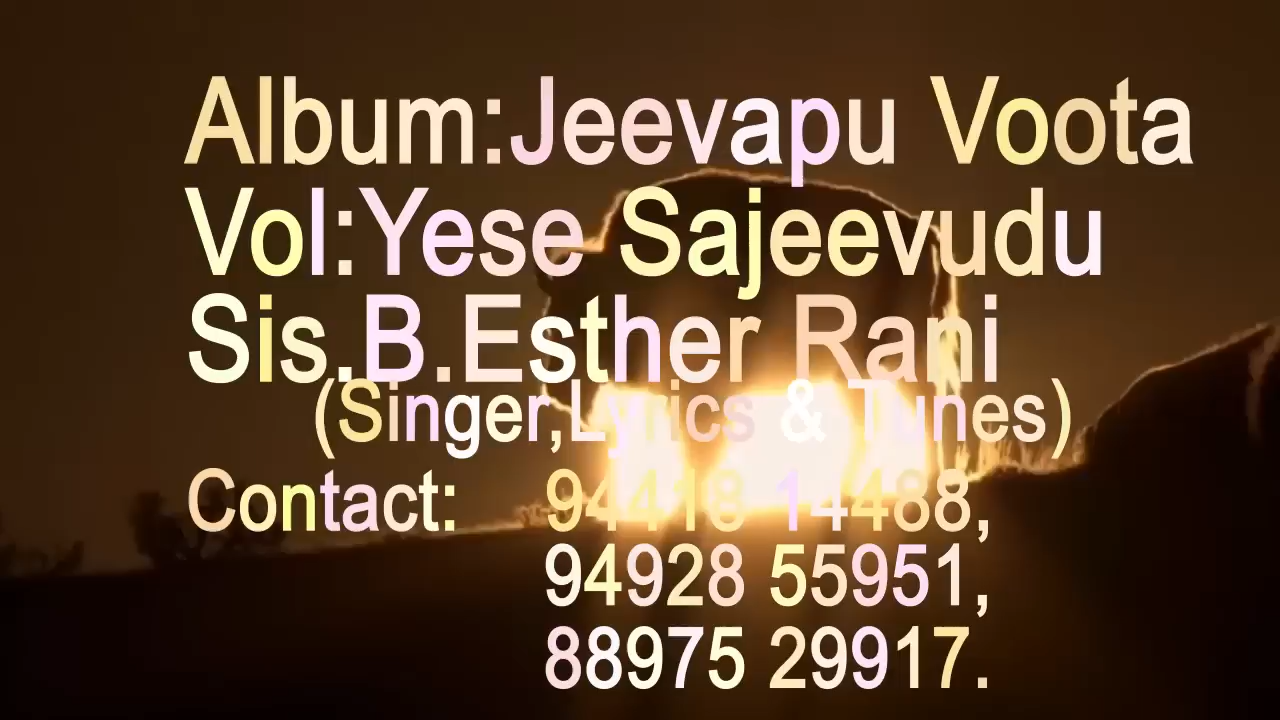 Album:Jeevapu Voota
Vol:Yese Sajeevudu
Sis.B.Esther Rani
(Singer,Lyrics & Tunes)
Contact: 94418 14488,
94928 55951,
88975 29917.